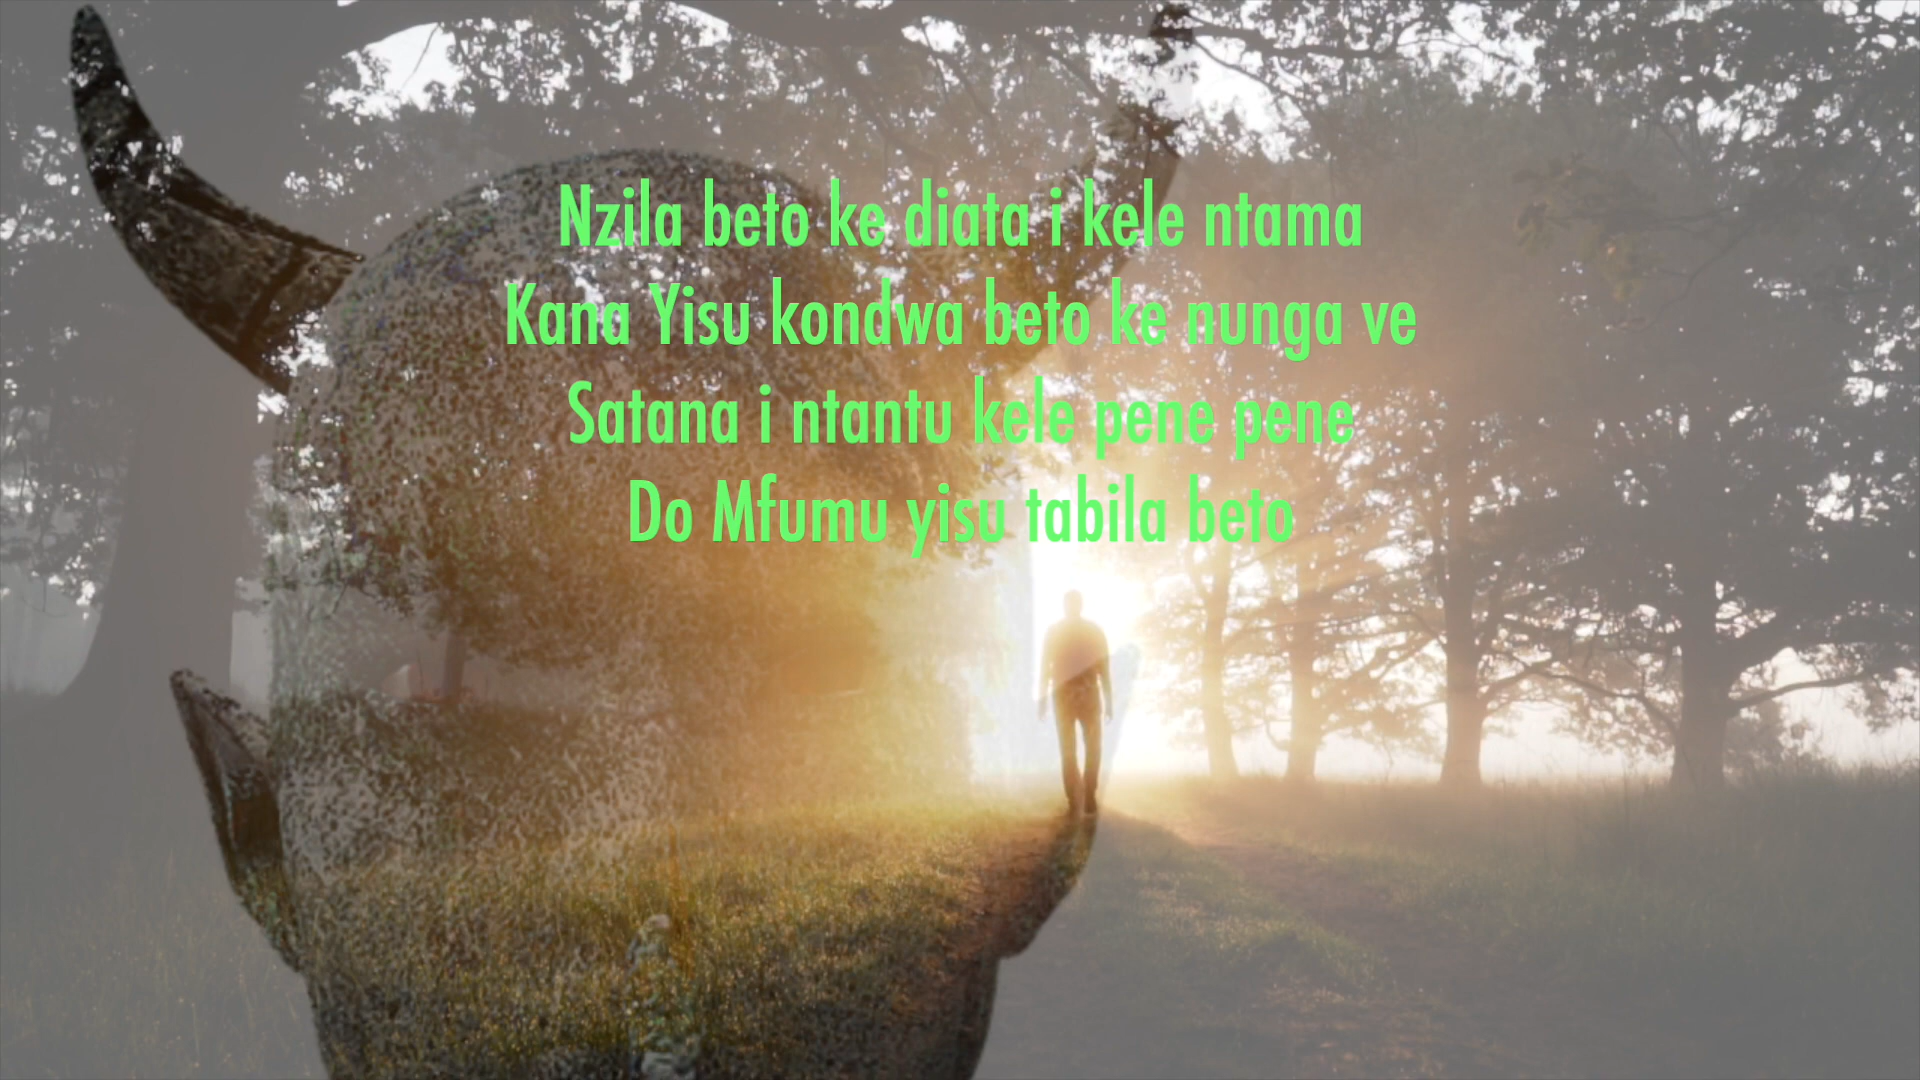 Nzila beto ke diata i kele ntama
Kana Yisu kondwa beto ke nunga ve
Satana i ntantu kele pene pene
Do Mfumu yisu tabila beto